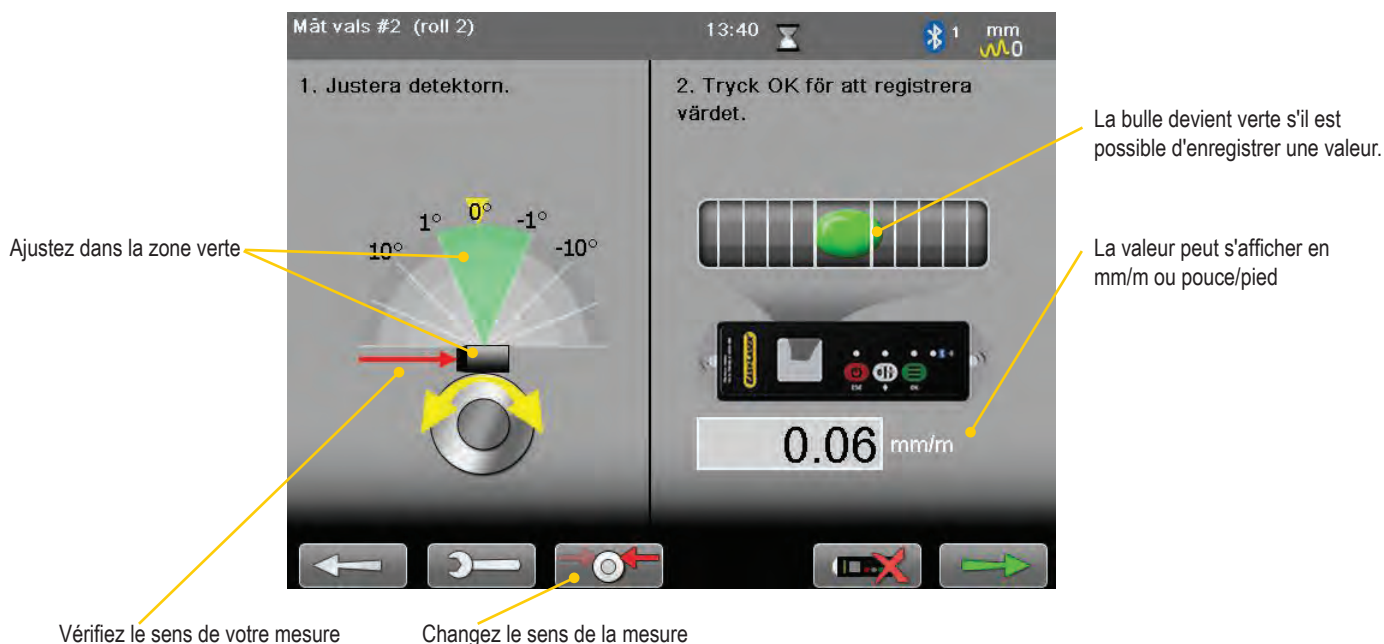 Måt vals #2 (roll 2)
13:40
1
mm
0
1. Justera detektorn.
2. Tryck OK för att registrera
värdet.
La bulle devient verte s'il est
possible d'enregistrer une valeur.
10°
1°
0°
-1°
-10°
Ajustez dans la zone verte
La valeur peut s'afficher en
mm/m ou pouce/pied
EASY-LASER
0.06 mm/m
Vérifiez le sens de votre mesure
Changez le sens de la mesure